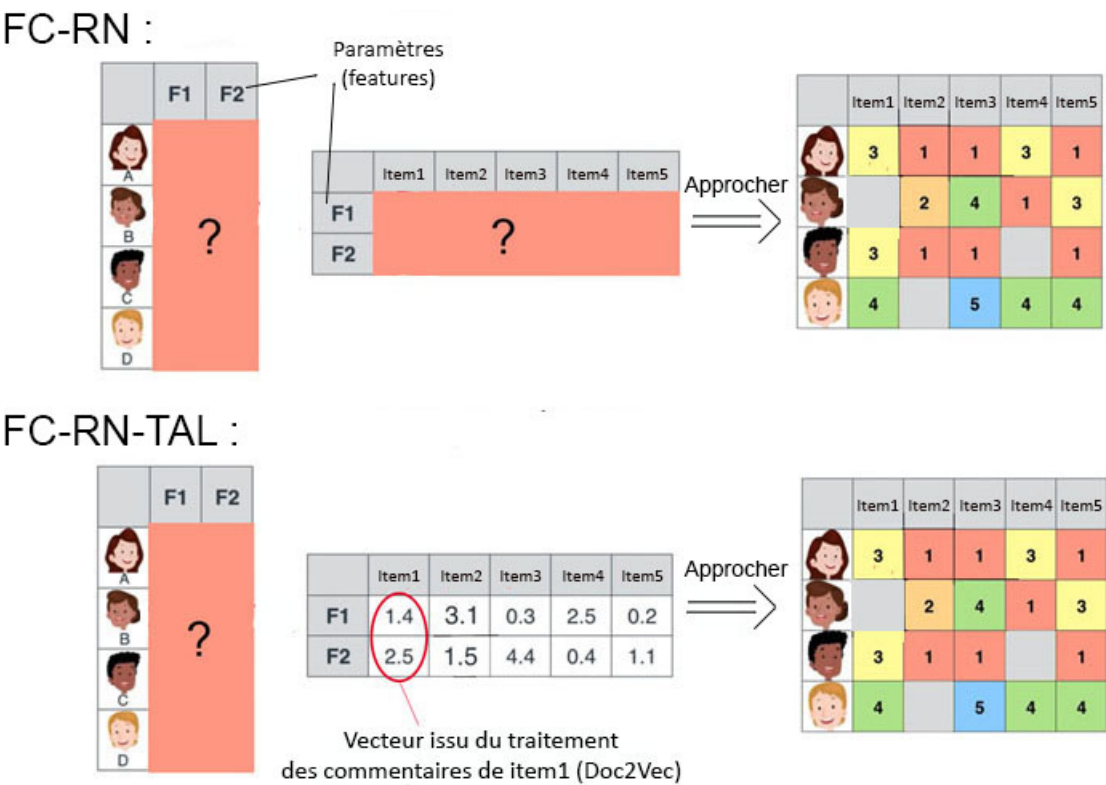 FC-RN :
Paramètres
(features)
F1 F2
A
B
C
D
?
Item1 Item2 Item3 Item4 Item5
F1
F2
?
Approcher
Item1 Item2 Item3 Item4 Item5
3 1 1 3 1
2 4 1 3
3 1 1 1
4 5 4 4
FC-RN-TAL :
F1 F2
A
B
C
D
?
Item1 Item2 Item3 Item4 Item5
F1 1.4 3.1 0.3 2.5 0.2
F2 2.5 1.5 4.4 0.4 1.1
Vecteur issu du traitement
des commentaires de item1 (Doc2Vec)
Approcher
Item1 Item2 Item3 Item4 Item5
3 1 1 3 1
2 4 1 3
3 1 1 1
4 5 4 4